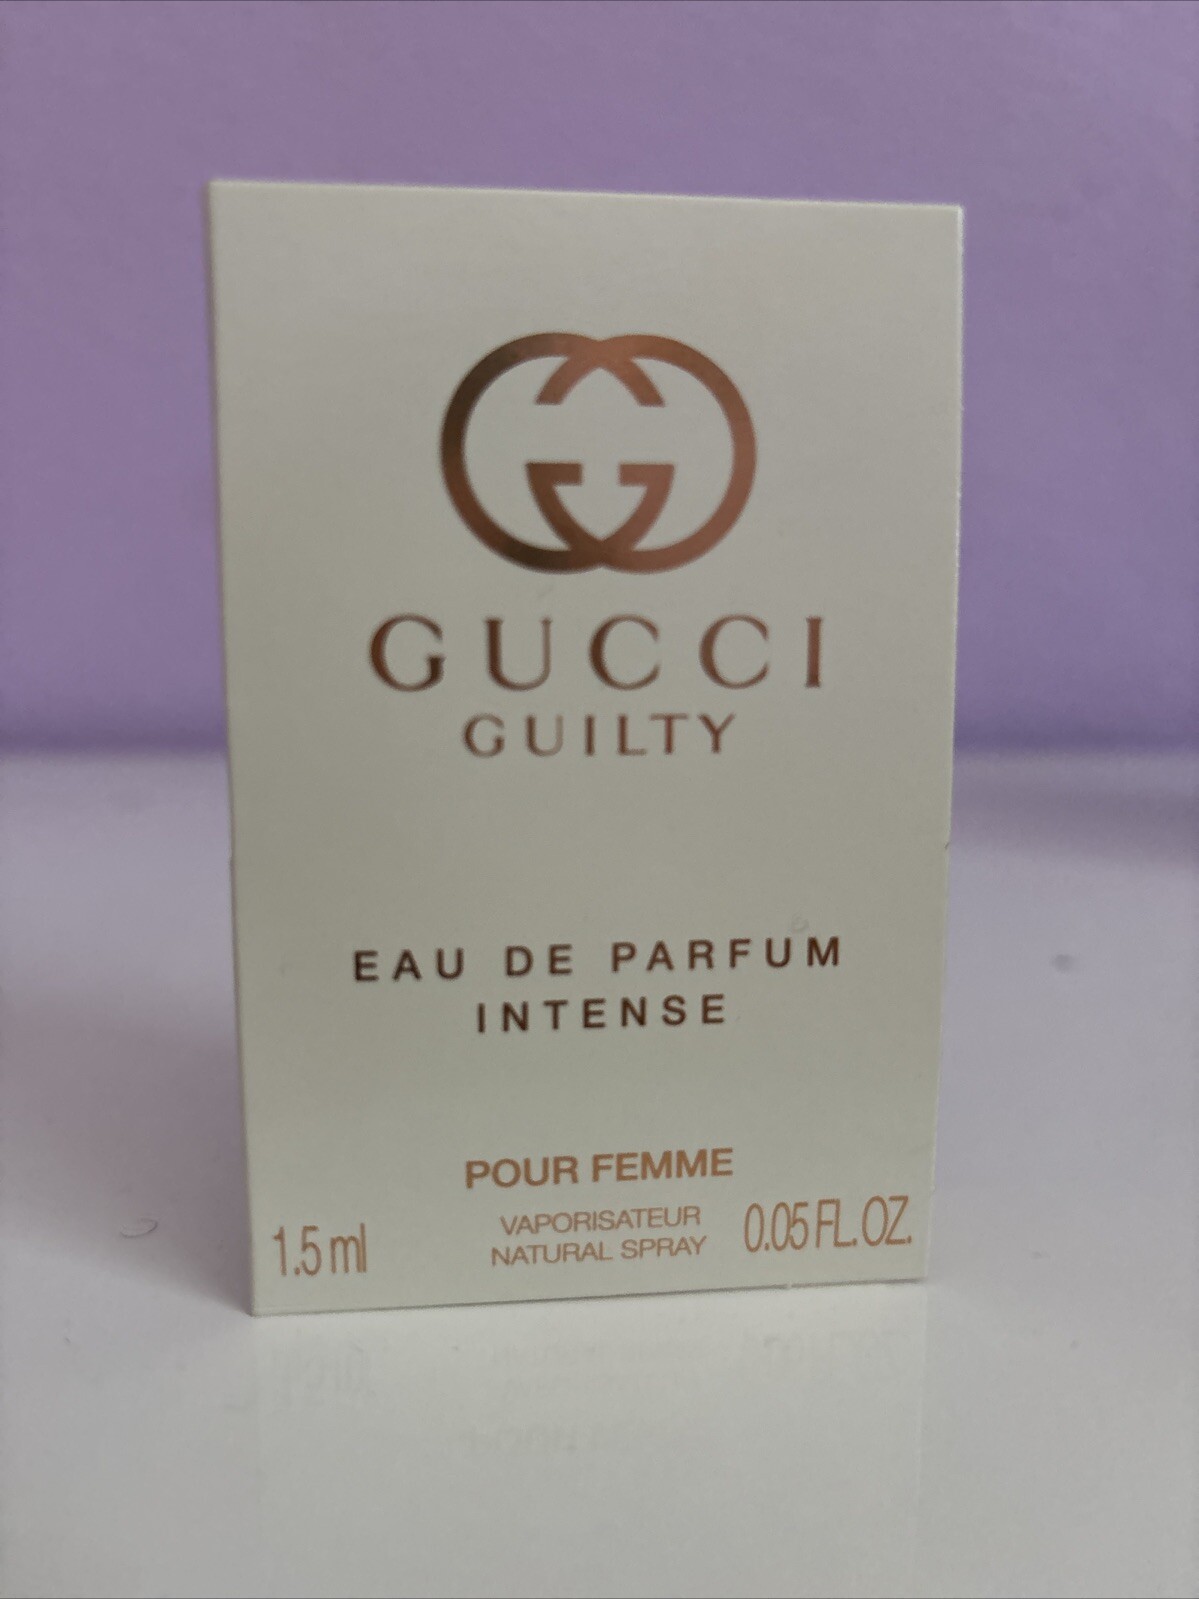 GUCCI
GUILTY
EAU DE PARFUM
INTENSE
POUR FEMME
1.5 ml
VAPORISATEUR
NATURAL SPRAY
0.05 FL. OZ.